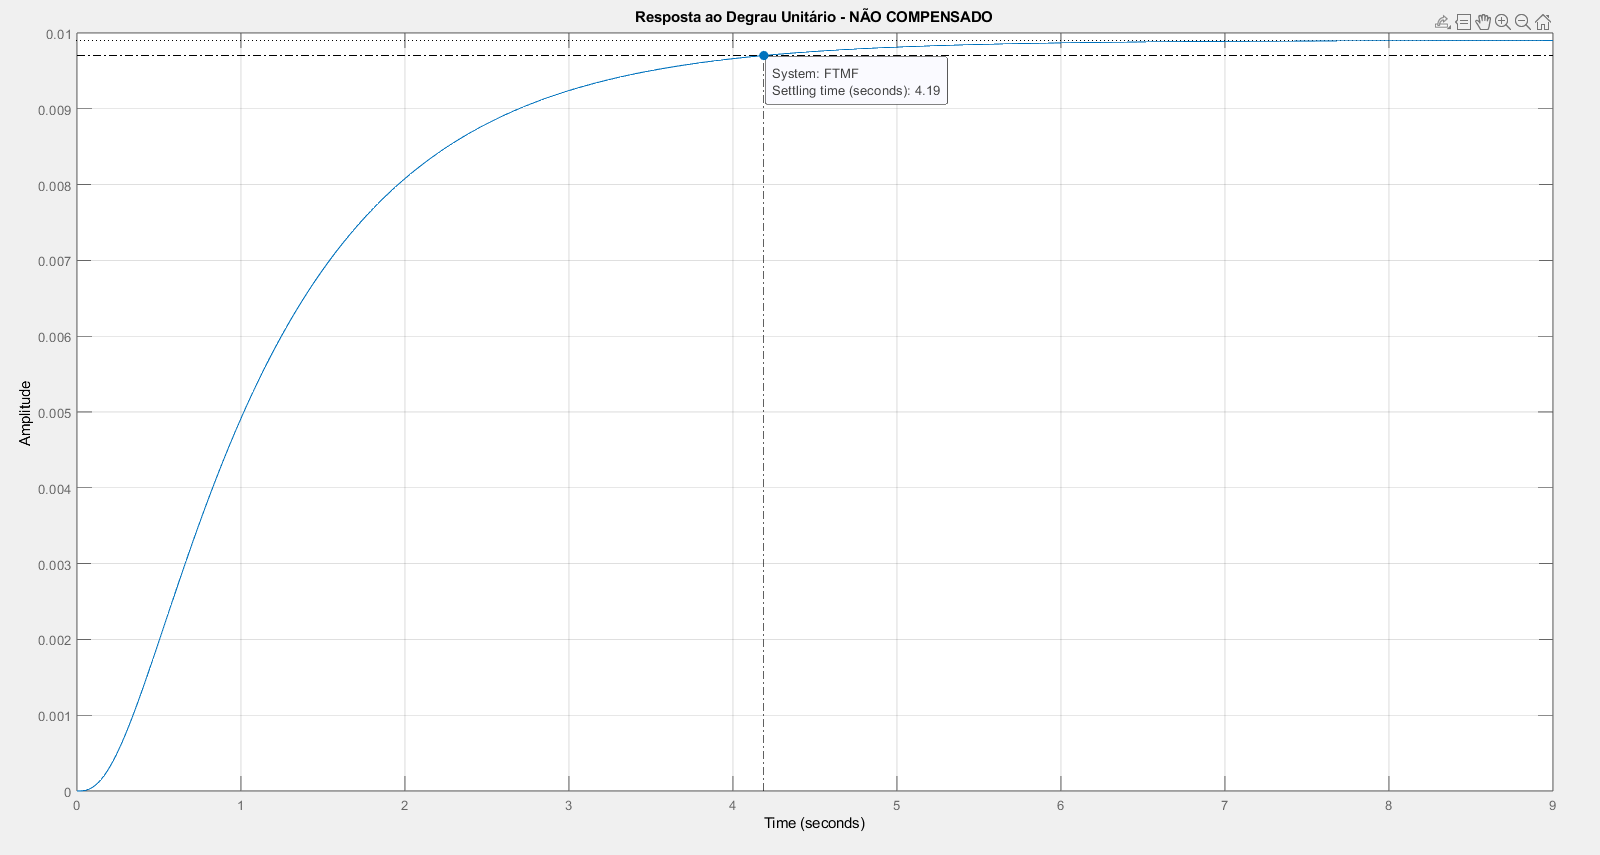 Resposta ao Degrau Unitário - NÃO COMPENSADO
0.01
0.009
0.008
0.007
0.006
0.005
0.004
0.003
0.002
0.001
0
Amplitude
System: FTMF
Settling time (seconds): 4.19
0 1 2 3 4 5 6 7 8 9
Time (seconds)